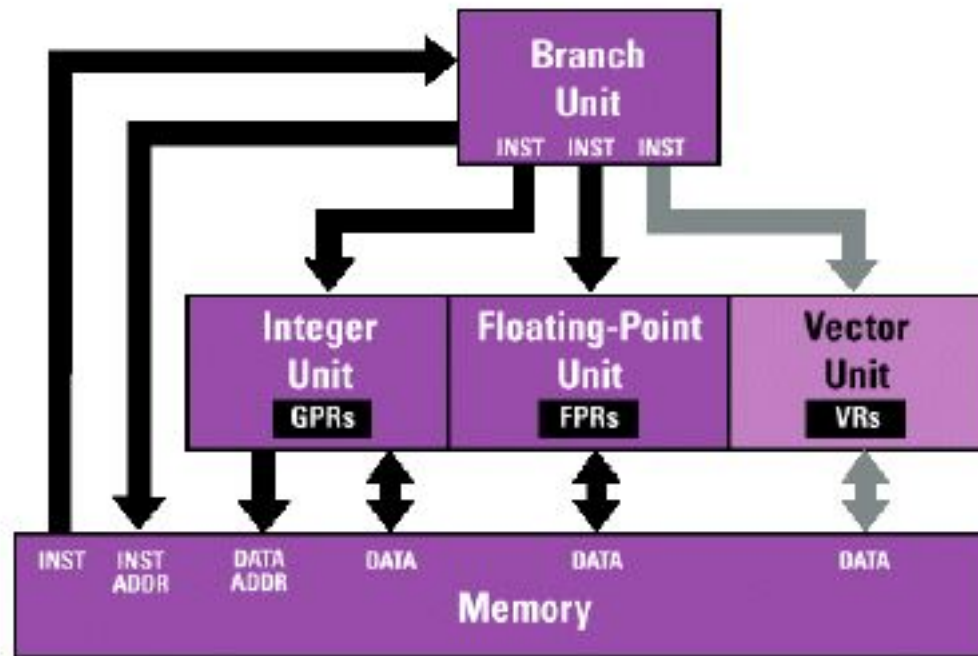 Branch
Unit
INST INST INST
Integer
Unit
GPRs
Floating-Point
Unit
FPRs
Vector
Unit
VRs
INST
INST
ADDR
DATA
ADDR
DATA
DATA
DATA
Memory